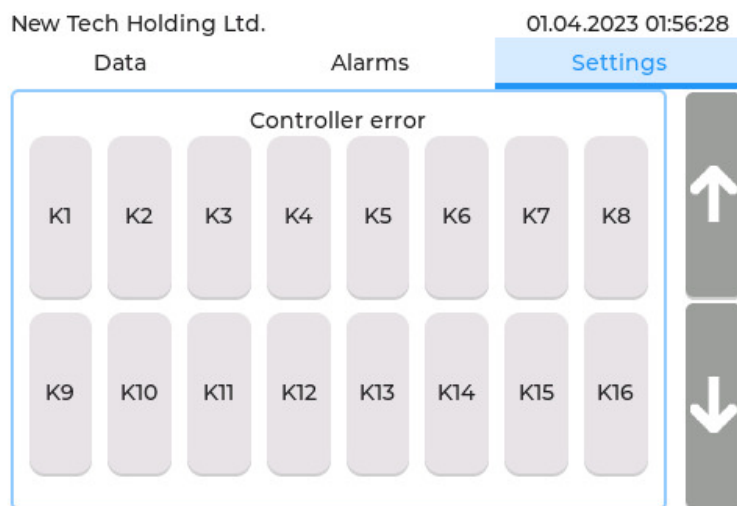 New Tech Holding Ltd. 01.04.2023 01:56:28
Data Alarms Settings
Controller error
K1 K2 K3 K4 K5 K6 K7 K8
K9 K10 K11 K12 K13 K14 K15 K16